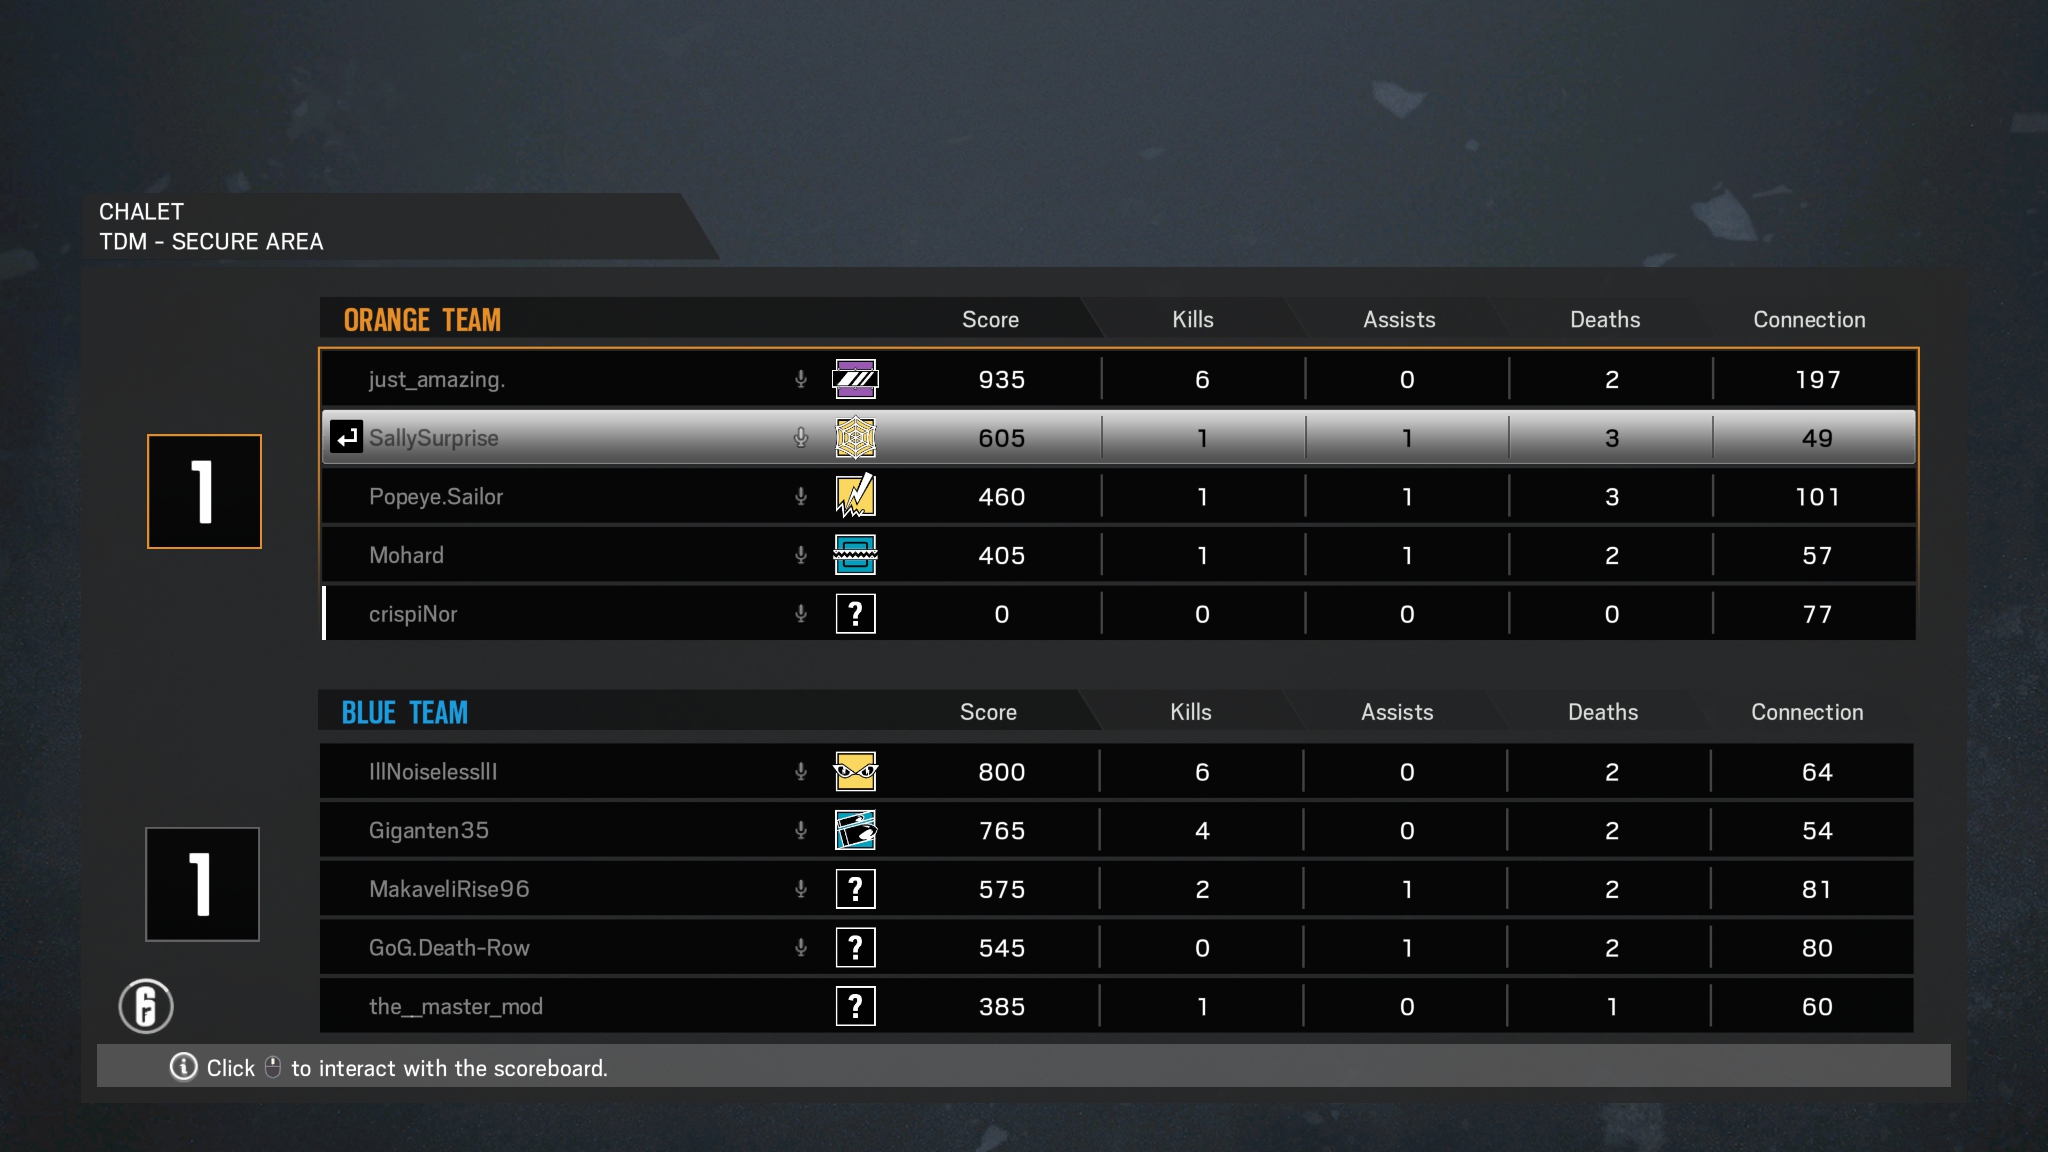 CHALET
TDM - SECURE AREA
ORANGE TEAM Score Kills Assists Deaths Connection
just_amazing. 935 6 0 2 197
SallySurprise 605 1 1 3 49
Popeye.Sailor 460 1 1 3 101
Mohard 405 1 1 2 57
crispiNor ? 0 0 0 0 77
1
BLUE TEAM Score Kills Assists Deaths Connection
IllNoiselesslll 800 6 0 2 64
Giganten35 765 4 0 2 54
MakaveliRise96 ? 575 2 1 2 81
GoG.Death-Row ? 545 0 1 2 80
the__master_mod ? 385 1 0 1 60
1
6
Click to interact with the scoreboard.